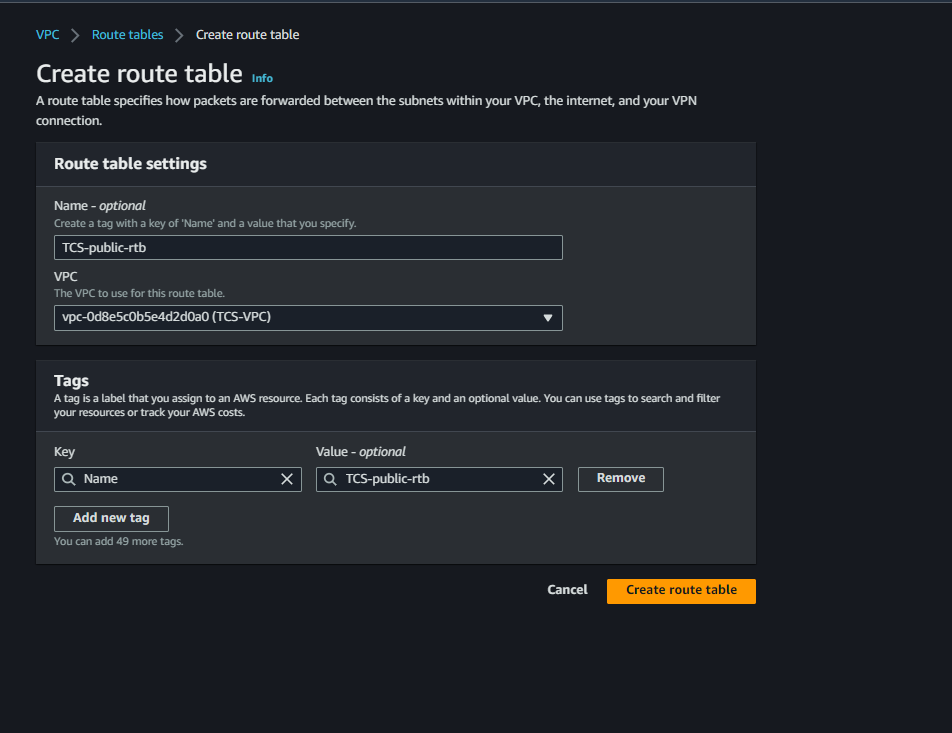 VPC > Route tables > Create route table
Create route table Info
A route table specifies how packets are forwarded between the subnets within your VPC, the internet, and your VPN
connection.
Route table settings
Name - optional
Create a tag with a key of 'Name' and a value that you specify.
TCS-public-rtb
VPC
The VPC to use for this route table.
vpc-0d8e5c0b5e4d2d0a0 (TCS-VPC)
Tags
A tag is a label that you assign to an AWS resource. Each tag consists of a key and an optional value. You can use tags to search and filter
your resources or track your AWS costs.
Key Value - optional
Name TCS-public-rtb Remove
Add new tag
You can add 49 more tags.
Cancel Create route table